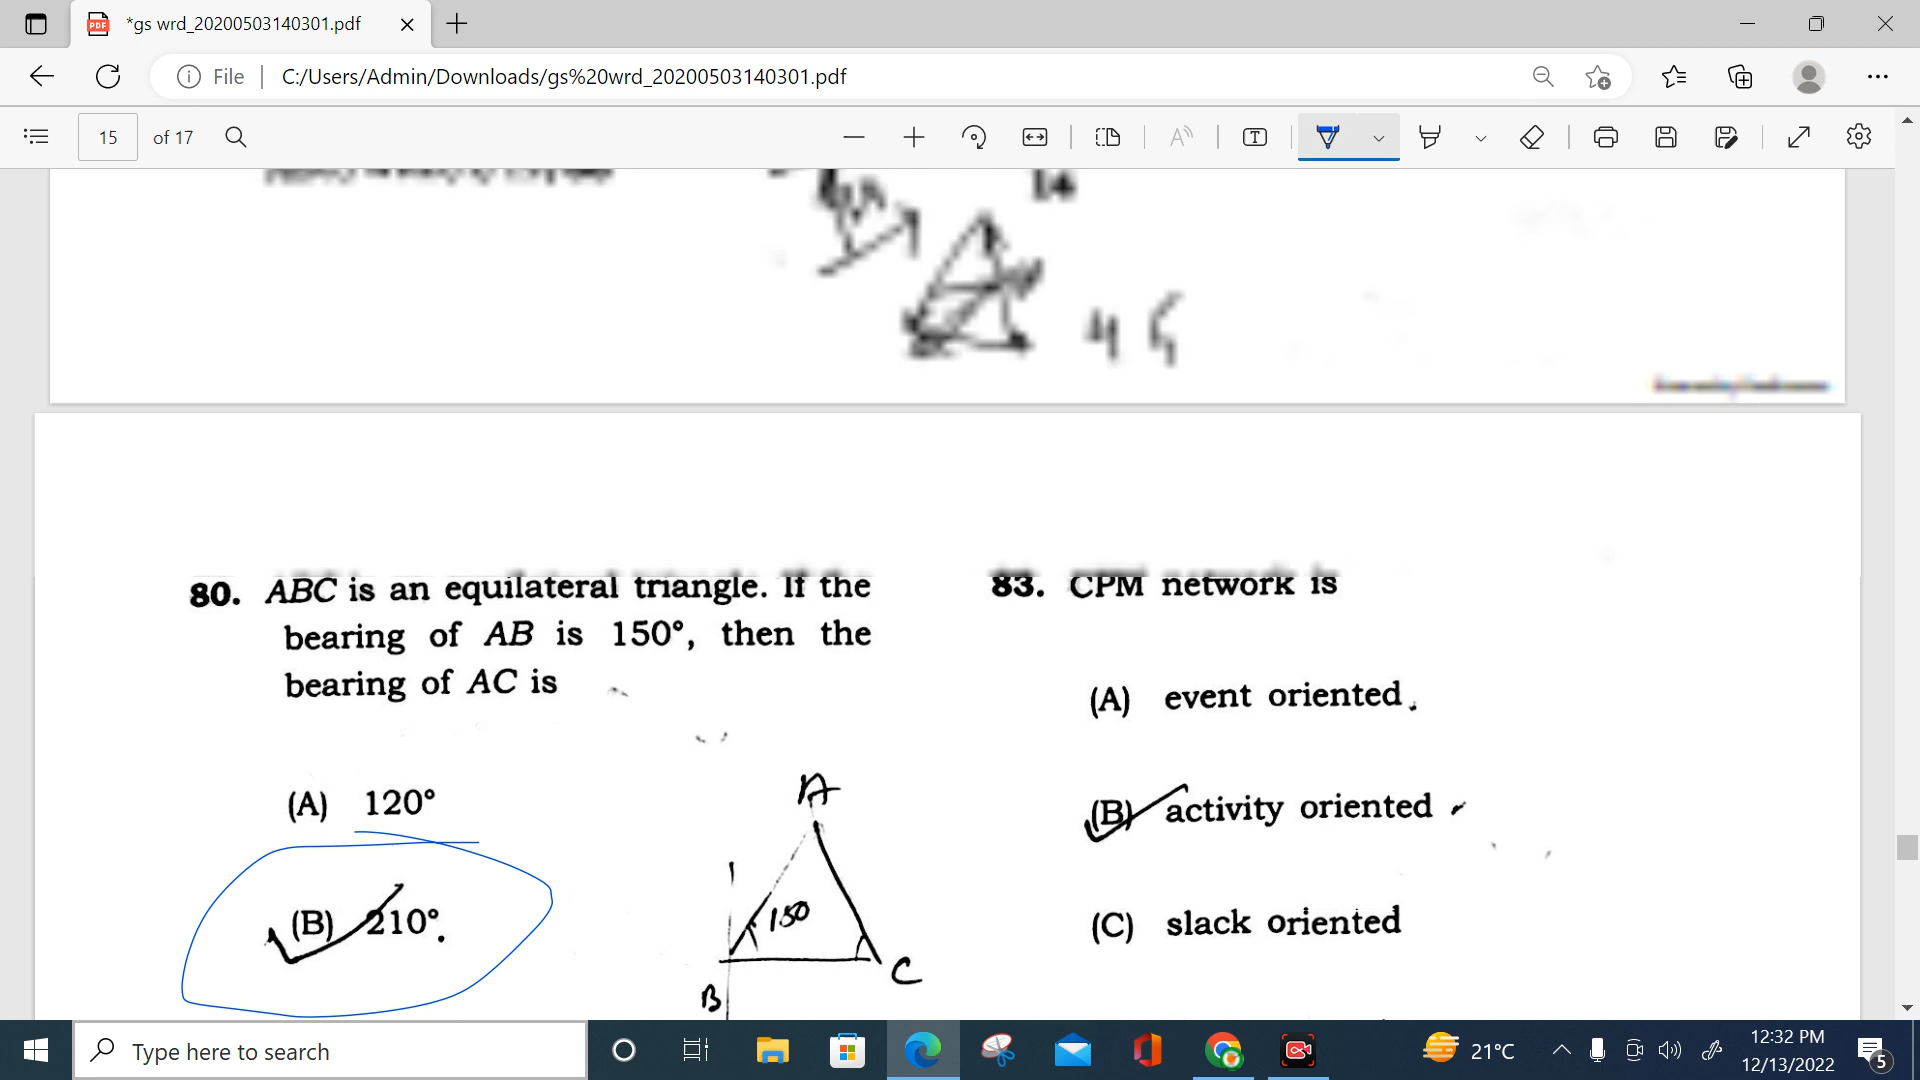 *gs wrd_20200503140301.pdf
File
C:/Users/Admin/Downloads/gs%20wrd_20200503140301.pdf
15 of 17
14
45
80. ABC is an equilateral triangle. If the
bearing of AB is 150°, then the
bearing of AC is
(A) 120°
(B) 210°.
A
150
B
C
83. CPM network is
(A) event oriented
(B) activity oriented
(C) slack oriented
Type here to search
21°C
12:32 PM
12/13/2022
5